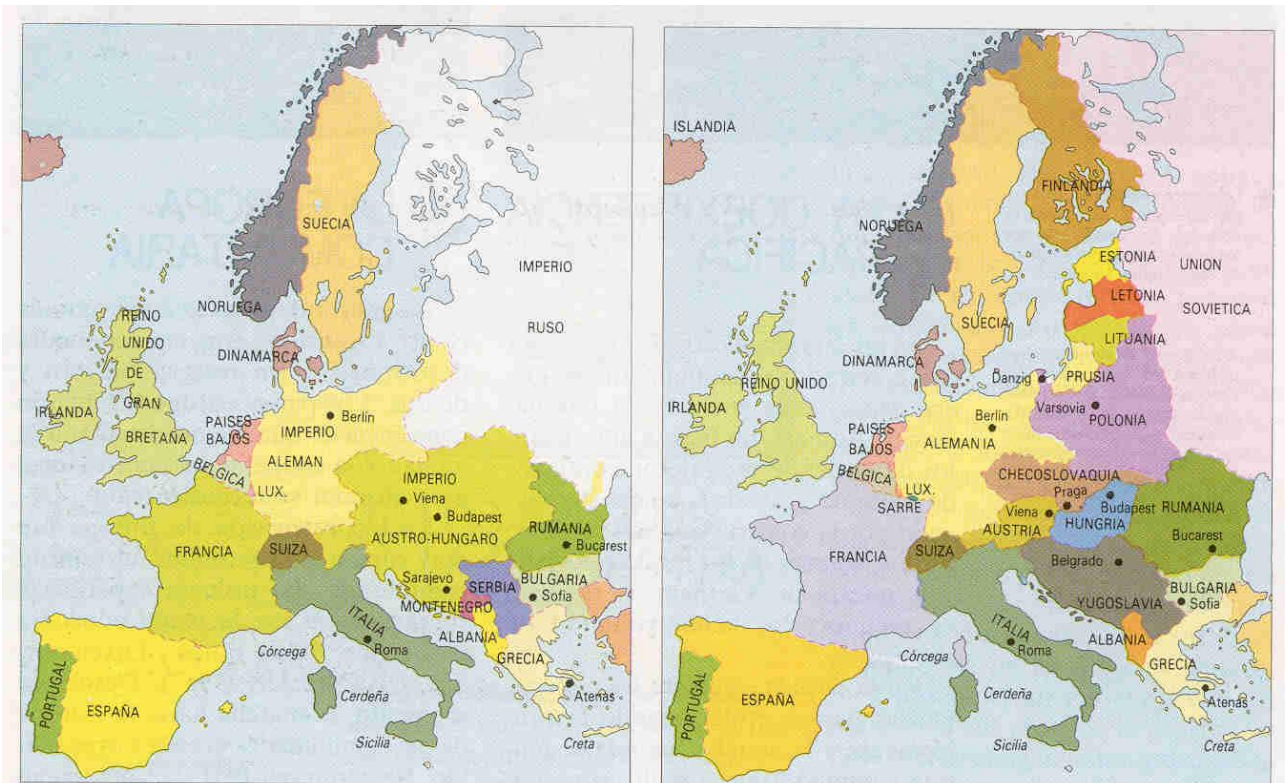 SUECIA
IMPERIO
RUSO
NORUEGA
REINO
UNIDO
DE
GRAN
BRETAÑA
IRLANDA
DINAMARCA
PAISES
BAJOS
BELGICA
LUX.
Berlín
IMPERIO
ALEMAN
IMPERIO
Viena
Budapest
AUSTRO-HUNGARO
FRANCIA
SUIZA
RUMANIA
Bucarest
Sarajevo
SERBIA
BULGARIA
Sofia
MONTENEGRO
ITALIA
Roma
ALBANIA
GRECIA
Córcega
Cerdeña
Sicilia
Atenas
Creta
PORTUGAL
ESPAÑA
ISLANDIA
FINLANDIA
NORUEGA
ESTONIA
UNION
LETONIA
SOVIETICA
SUECIA
LITUANIA
DINAMARCA
Danzig
PRUSIA
REINO UNIDO
IRLANDA
Varsovia
POLONIA
PAISES
BAJOS
Berlín
ALEMANIA
BELGICA
LUX.
SARRE
CHECOSLOVAQUIA
Praga
Viena
Budapest
AUSTRIA
HUNGRIA
RUMANIA
Bucarest
FRANCIA
SUIZA
Belgrado
YUGOSLAVIA
BULGARIA
Sofia
ITALIA
Roma
ALBANIA
GRECIA
Córcega
Cerdeña
Sicilia
Atenas
Creta
PORTUGAL
ESPAÑA